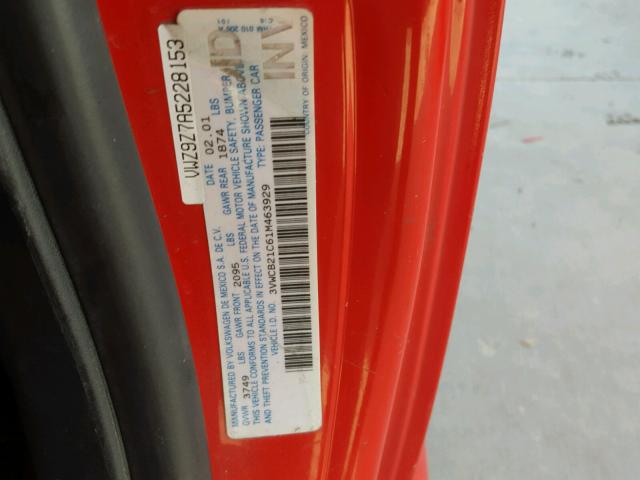 VWZ9Z7A5228153
MANUFACTURED BY VOLKSWAGEN DE MEXICO S.A. DE C.V. DATE 02.01
GVWR 3749 LBS GAWR FRONT 2095 LBS GAWR REAR 1874 LBS
THIS VEHICLE CONFORMS TO ALL APPLICABLE U.S. FEDERAL MOTOR VEHICLE SAFETY, BUMPER,
AND THEFT PREVENTION STANDARDS IN EFFECT ON THE DATE OF MANUFACTURE SHOWN ABOVE
VEHICLE I.D. NO. 3VWCB21C61M463929 TYPE: PASSENGER CAR
COUNTRY OF ORIGIN: MEXICO
INV